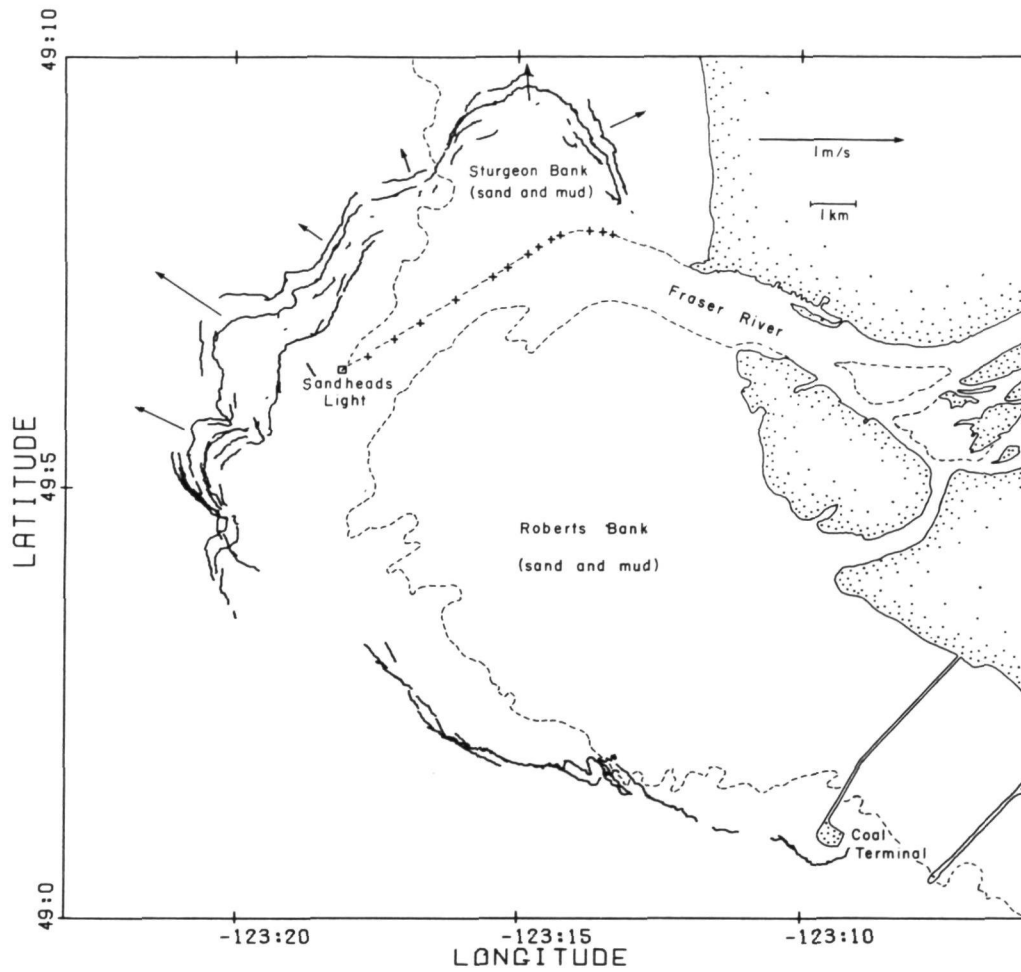 49:10
1m/s
1km
Sturgeon Bank
(sand and mud)
Fraser River
Sandheads
Light
LATITUDE
49:5
Roberts Bank
(sand and mud)
Coal
Terminal
49:0
-123:20
-123:15
-123:10
LONGITUDE